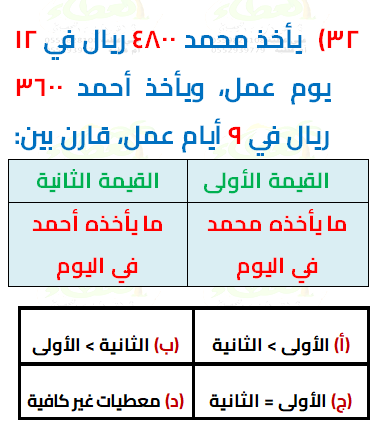 ٣٢) يأخذ محمد ٤٨٠٠ ريال في ١٢
يوم عمل، ويأخذ أحمد ٣٦٠٠
ريال في ٩ أيام عمل، قارن بين:
القيمة الأولى القيمة الثانية
ما يأخذه محمد ما يأخذه أحمد
في اليوم في اليوم
(أ) الأولى > الثانية (ب) الثانية > الأولى
(ج) الأولى = الثانية (د) معطيات غير كافية